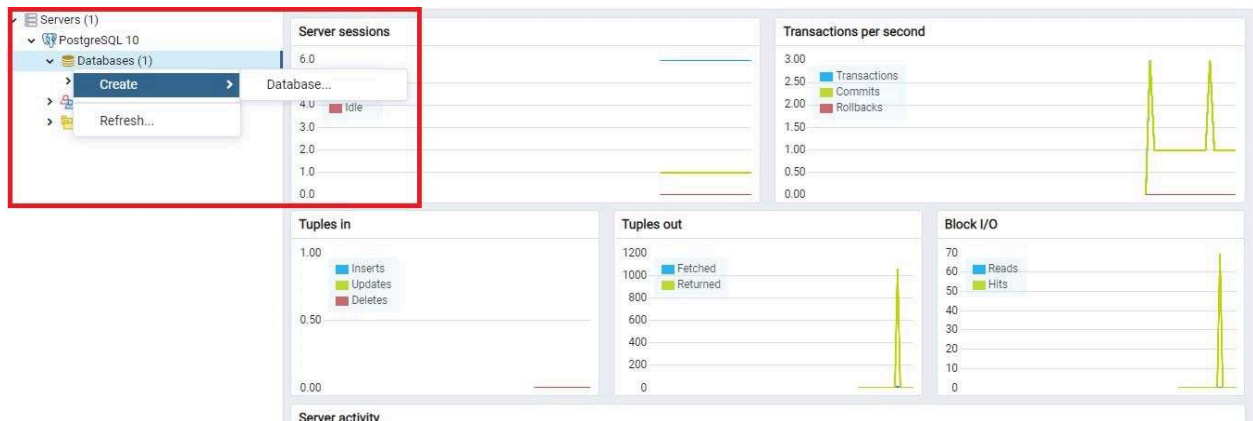 Servers (1)
PostgreSQL 10
Databases (1)
Create
Database...
Refresh...
Server sessions
6.0
4.0
Idle
3.0
2.0
1.0
0.0
Transactions per second
3.00
2.50
2.00
1.50
1.00
0.50
0.00
Transactions
Commits
Rollbacks
Tuples in
1.00
0.50
0.00
Inserts
Updates
Deletes
Tuples out
1200
1000
800
600
400
200
0
Fetched
Returned
Block I/O
70
60
50
40
30
20
10
0
Reads
Hits
Server activity